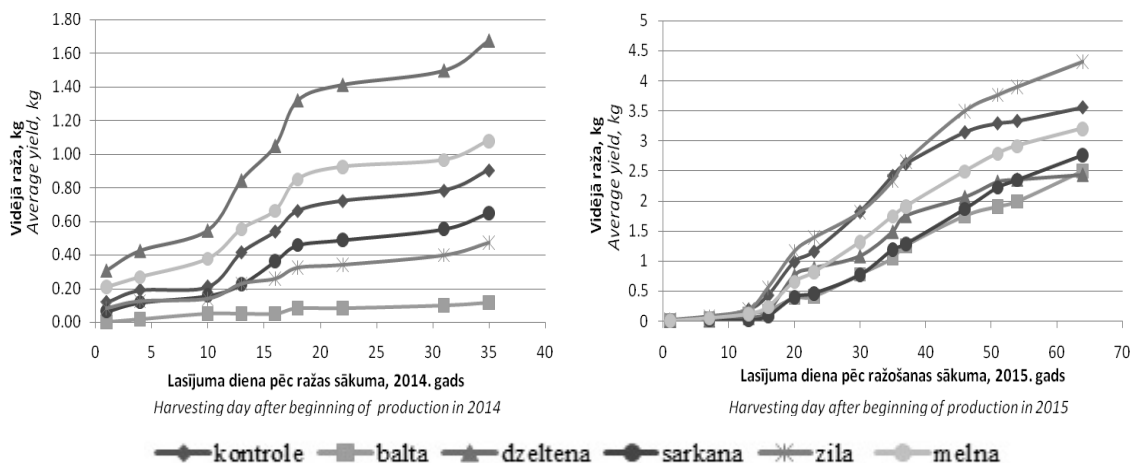 1.80
1.60
1.40
1.20
1.00
0.80
0.60
0.40
0.20
0.00
Vidējā raža, kg
Average yield, kg
0 5 10 15 20 25 30 35 40
Lasījuma diena pēc ražas sākuma, 2014. gads
Harvesting day after beginning of production in 2014
5
4.5
4
3.5
3
2.5
2
1.5
1
0.5
0
Vidējā raža, kg
Average yield, kg
0 10 20 30 40 50 60 70
Lasījuma diena pēc ražošanas sākuma, 2015. gads
Harvesting day after beginning of production in 2015
kontrole balta dzeltena sarkana zila melna